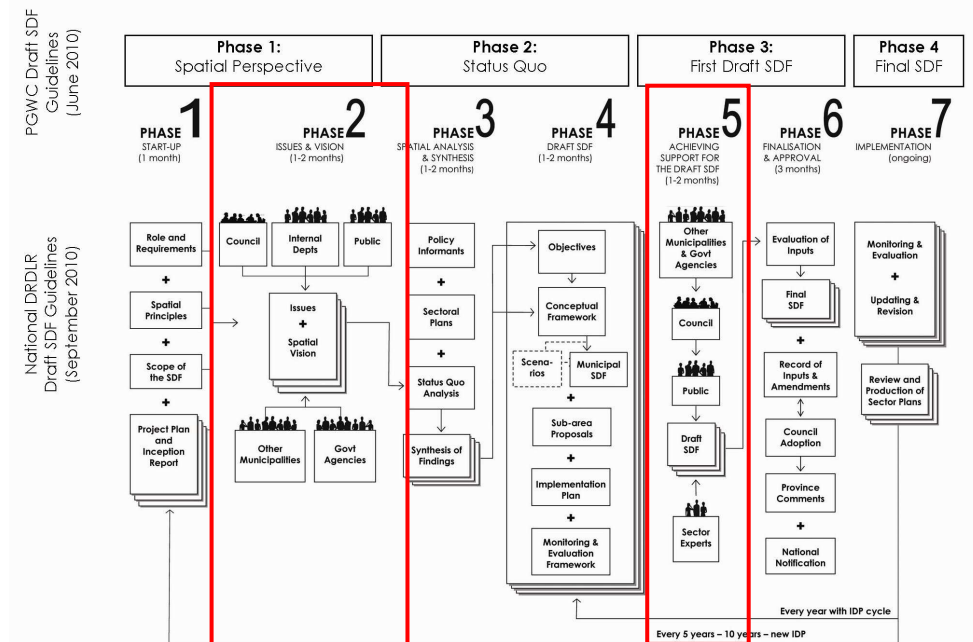 PGWC Draft SDF
Guidelines
(June 2010)
Phase 1:
Spatial Perspective
Phase 2:
Status Quo
Phase 3:
First Draft SDF
Phase 4
Final SDF
National DRDLR
Draft SDF Guidelines
(September 2010)
PHASE 1
START-UP
(1 month)
PHASE 2
ISSUES & VISION
(1-2 months)
PHASE 3
SPATIAL ANALYSIS
& SYNTHESIS
(1-2 months)
PHASE 4
DRAFT SDF
(1-2 months)
PHASE 5
ACHIEVING
SUPPORT FOR
THE DRAFT SDF
(1-2 months)
PHASE 6
FINALISATION
& APPROVAL
(3 months)
PHASE 7
IMPLEMENTATION
(ongoing)
Role and
Requirements
+
Spatial
Principles
+
Scope of
the SDF
+
Project Plan
and
Inception
Report
Council
Internal
Depts
Public
Issues
+
Spatial
Vision
Other
Municipalities
Govt
Agencies
Policy
Informants
+
Sectoral
Plans
+
Status Quo
Analysis
Synthesis of
Findings
Objectives
Conceptual
Framework
Scena-
rios
Municipal
SDF
+
Sub-area
Proposals
+
Implementation
Plan
+
Monitoring &
Evaluation
Framework
Other
Municipalities
& Govt
Agencies
Council
Public
Draft
SDF
Sector
Experts
Evaluation of
Inputs
Final
SDF
+
Record of
Inputs &
Amendments
Council
Adoption
Province
Comments
+
National
Notification
Monitoring &
Evaluation
+
Updating &
Revision
Review and
Production of
Sector Plans
Every year with IDP cycle
Every 5 years – 10 years – new IDP